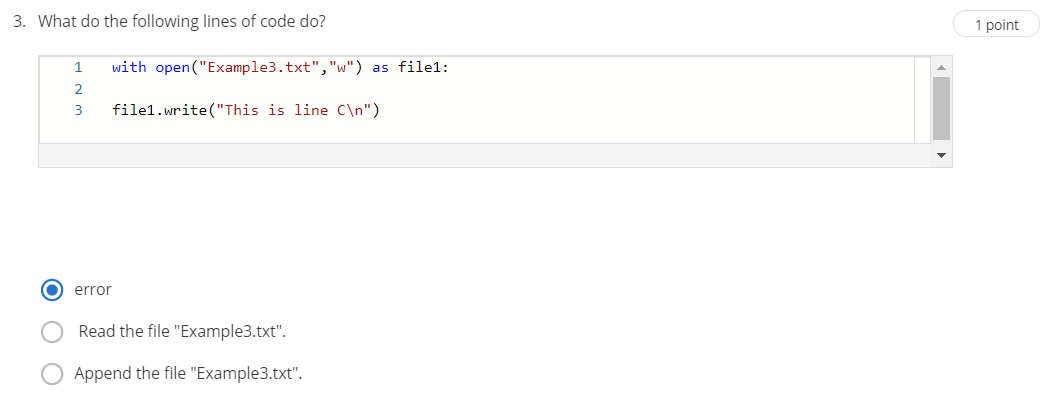 3. What do the following lines of code do?
1 point
1 with open("Example3.txt","w") as file1:
2
3 file1.write("This is line C\n")
error
Read the file "Example3.txt".
Append the file "Example3.txt".